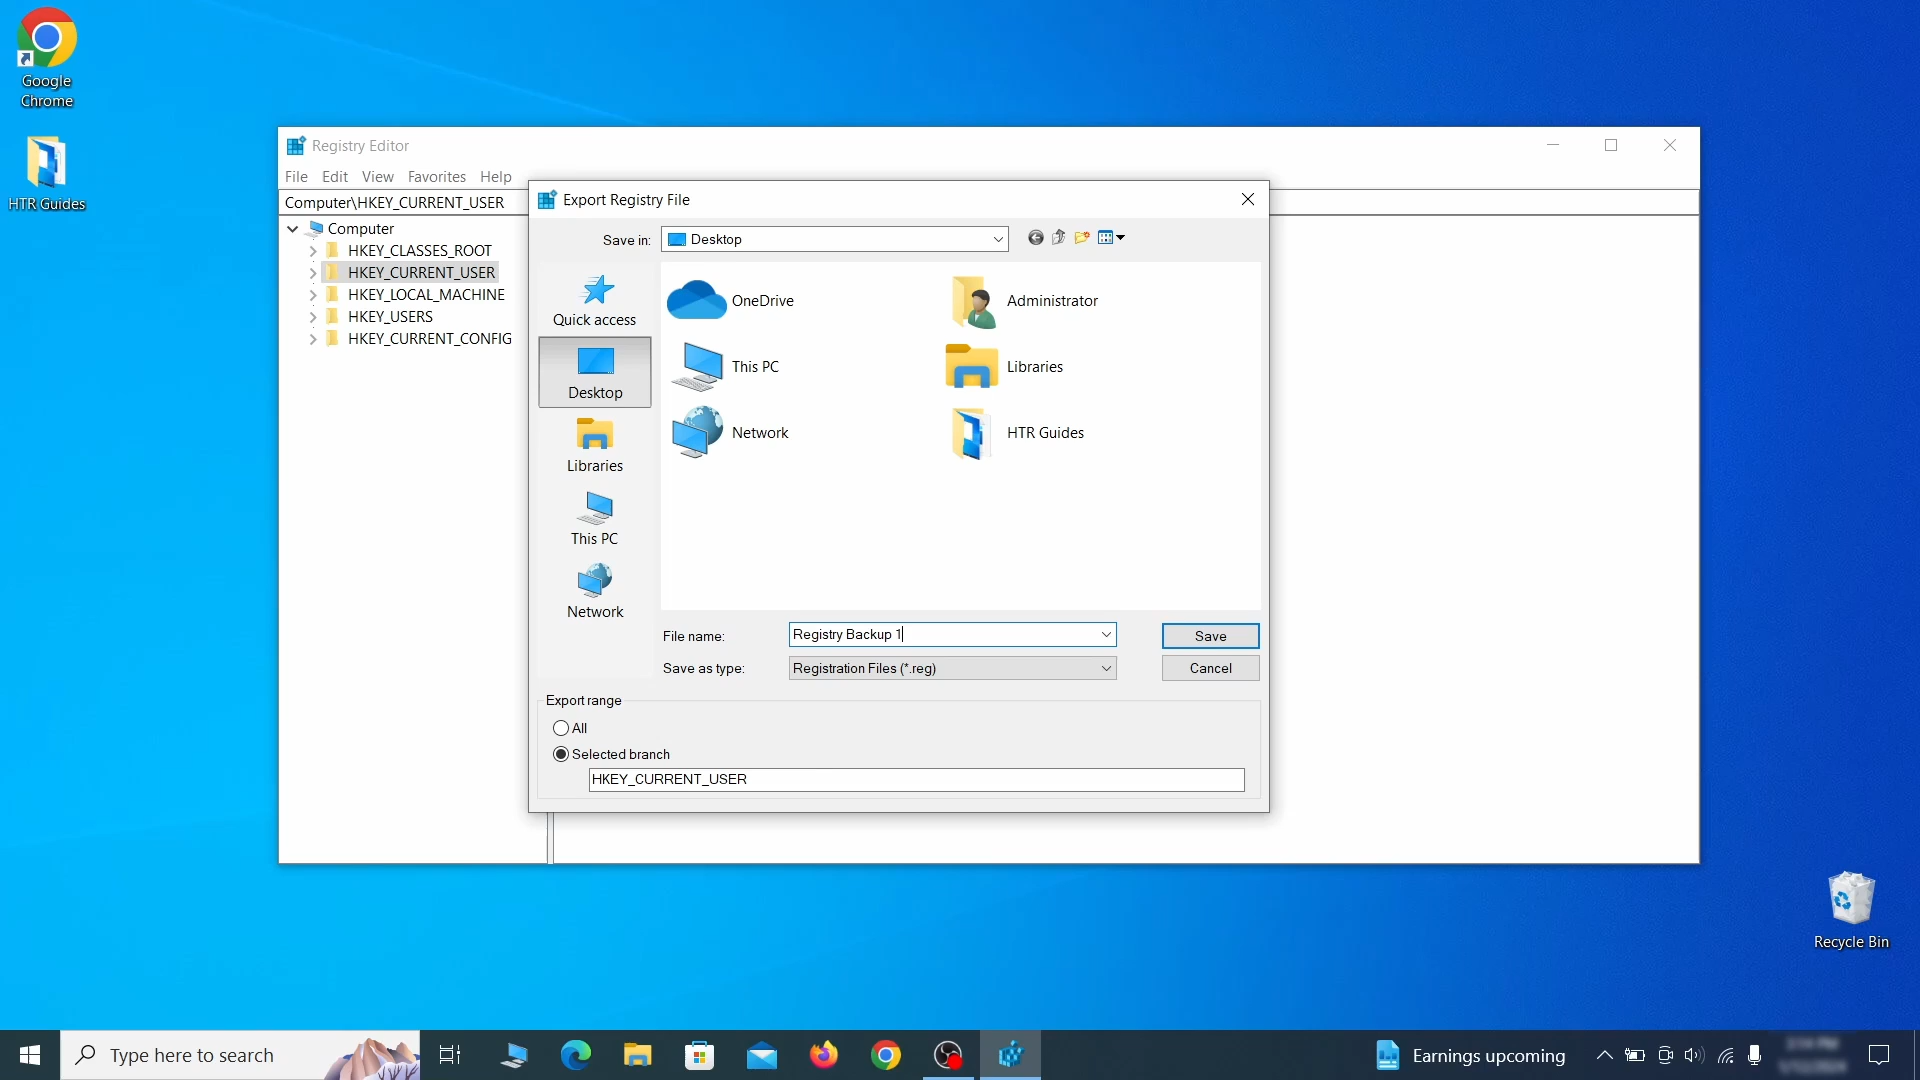 Google
Chrome
HTR Guides
Registry Editor
File Edit View Favorites Help
Computer\HKEY_CURRENT_USER
Computer
HKEY_CLASSES_ROOT
HKEY_CURRENT_USER
HKEY_LOCAL_MACHINE
HKEY_USERS
HKEY_CURRENT_CONFIG
Export Registry File
Save in: Desktop
Quick access
Desktop
Libraries
This PC
Network
OneDrive Administrator
This PC Libraries
Network HTR Guides
File name: Registry Backup 1 Save
Save as type: Registration Files (*.reg) Cancel
Export range
All
Selected branch
HKEY_CURRENT_USER
Recycle Bin
Type here to search
Earnings upcoming